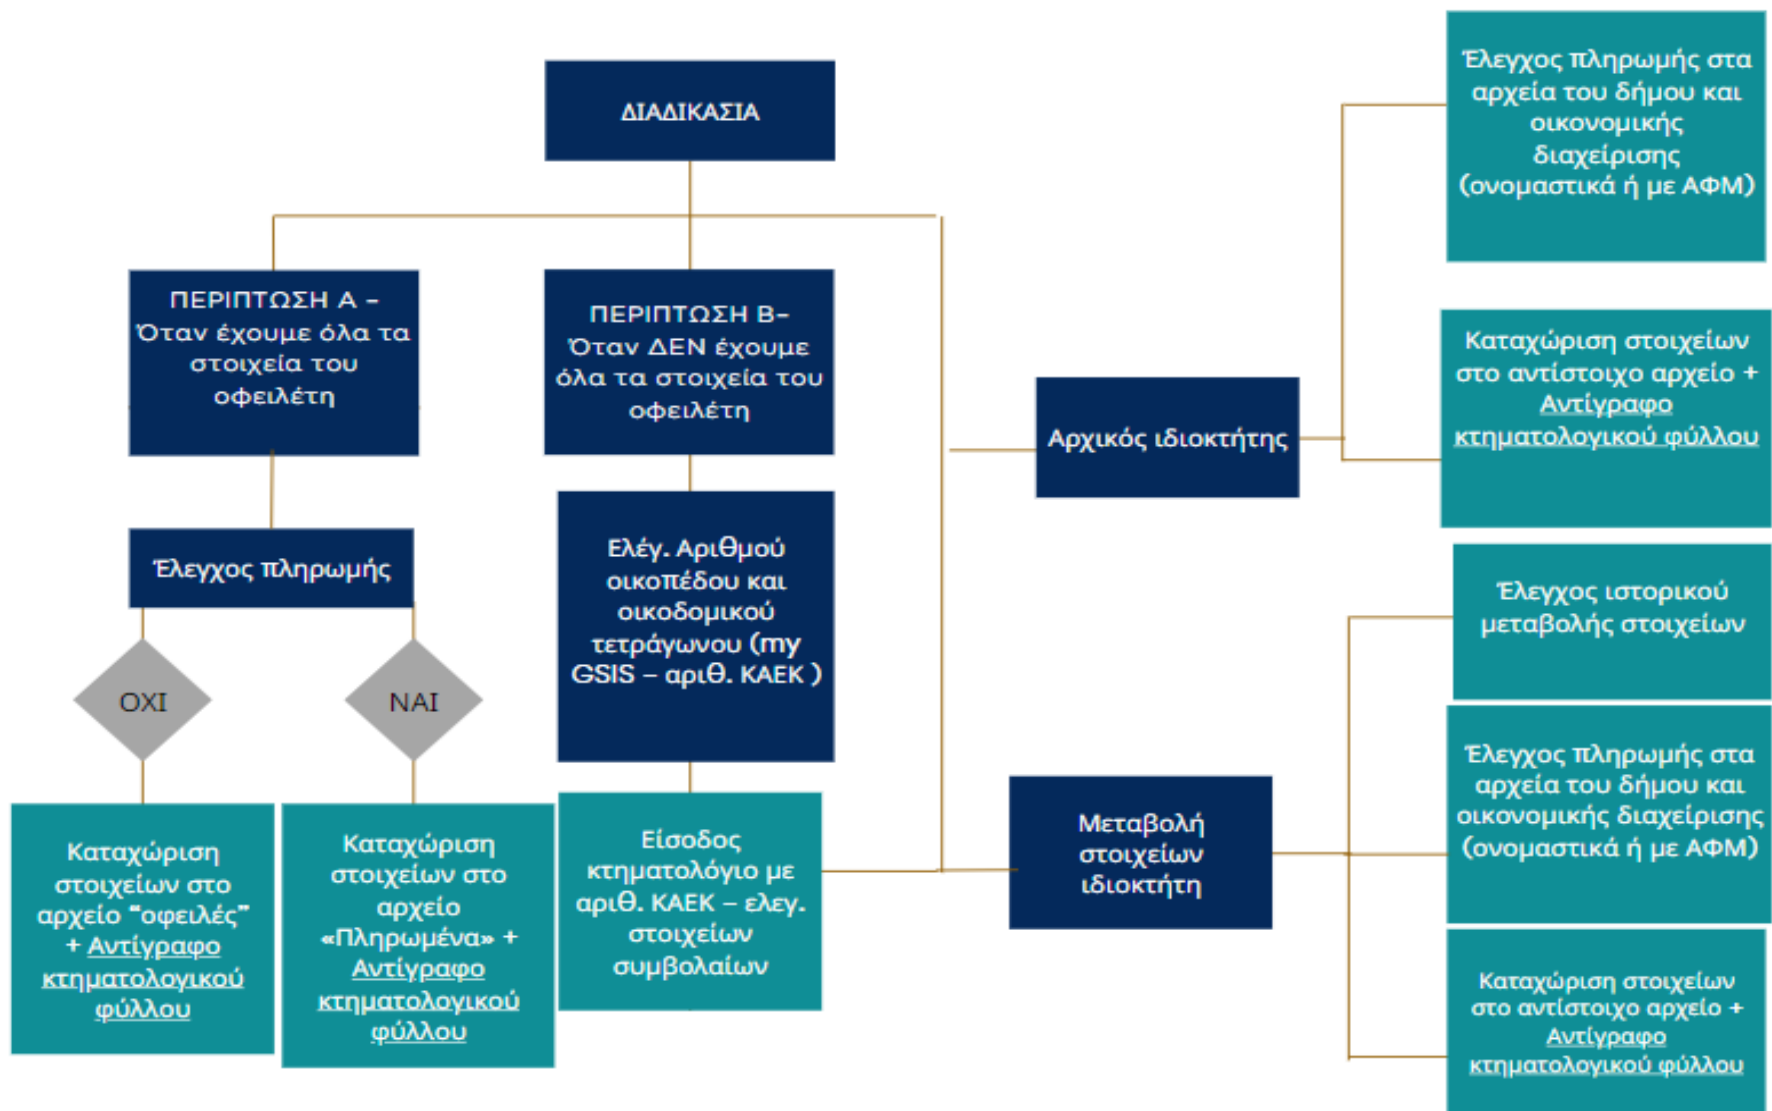 ΔΙΑΔΙΚΑΣΙΑ
ΠΕΡΙΠΤΩΣΗ Α –
Όταν έχουμε όλα τα
στοιχεία του
οφειλέτη
Έλεγχος πληρωμής
ΟΧΙ
ΝΑΙ
Καταχώριση
στοιχείων στο
αρχείο “οφειλές”
+ Αντίγραφο
κτηματολογικού
φύλλου
Καταχώριση
στοιχείων στο
αρχείο
«Πληρωμένα» +
Αντίγραφο
κτηματολογικού
φύλλου
ΠΕΡΙΠΤΩΣΗ Β–
Όταν ΔΕΝ έχουμε
όλα τα στοιχεία του
οφειλέτη
Ελέγ. Αριθμού
οικοπέδου και
οικοδομικού
τετράγωνου (my
GSIS – αριθ. ΚΑΕΚ )
Είσοδος
κτηματολόγιο με
αριθ. ΚΑΕΚ – ελεγ.
στοιχείων
συμβολαίων
Αρχικός ιδιοκτήτης
Έλεγχος πληρωμής στα
αρχεία του δήμου και
οικονομικής
διαχείρισης
(ονομαστικά ή με ΑΦΜ)
Καταχώριση στοιχείων
στο αντίστοιχο αρχείο +
Αντίγραφο
κτηματολογικού φύλλου
Μεταβολή
στοιχείων
ιδιοκτήτη
Έλεγχος ιστορικού
μεταβολής στοιχείων
Έλεγχος πληρωμής στα
αρχεία του δήμου και
οικονομικής διαχείρισης
(ονομαστικά ή με ΑΦΜ)
Καταχώριση στοιχείων
στο αντίστοιχο αρχείο +
Αντίγραφο
κτηματολογικού φύλλου